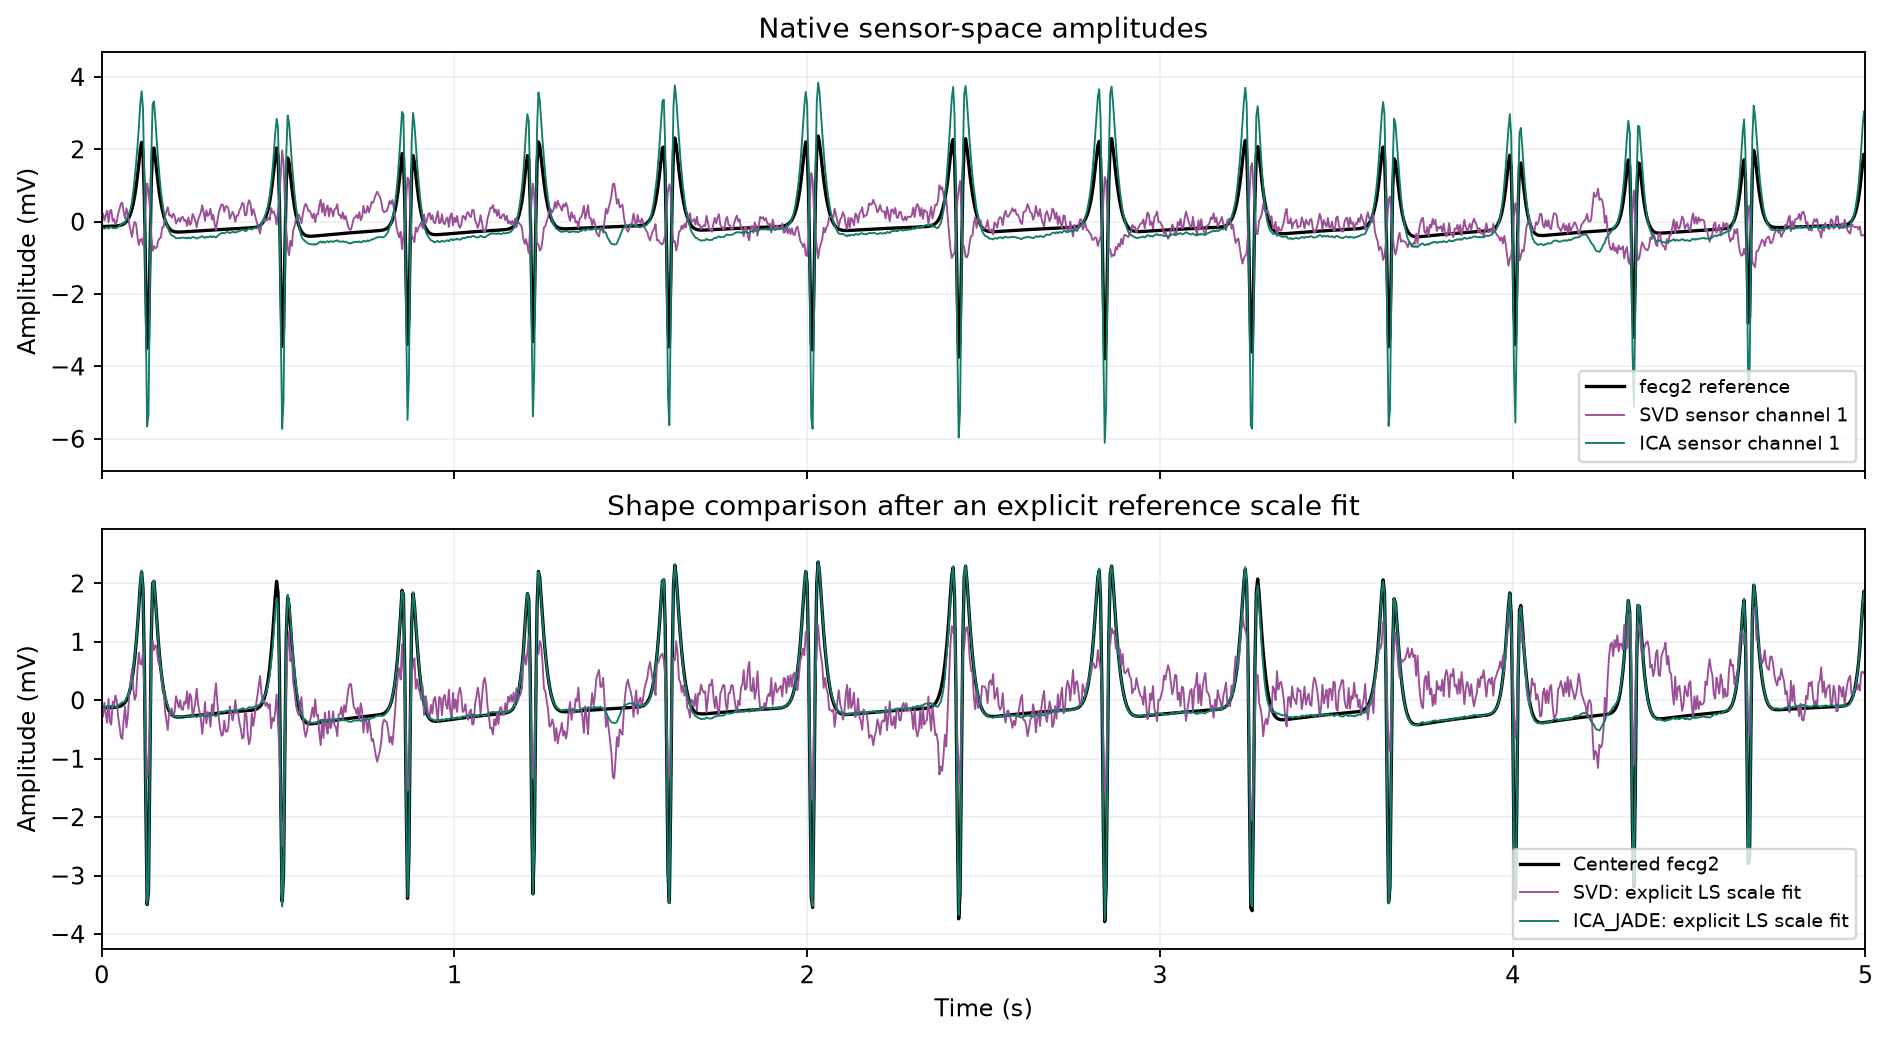 Native sensor-space amplitudes
Amplitude (mV)
4
2
0
−2
−4
−6
fecg2 reference
SVD sensor channel 1
ICA sensor channel 1
Shape comparison after an explicit reference scale fit
Amplitude (mV)
2
1
0
−1
−2
−3
−4
Centered fecg2
SVD: explicit LS scale fit
ICA_JADE: explicit LS scale fit
0 1 2 3 4 5
Time (s)